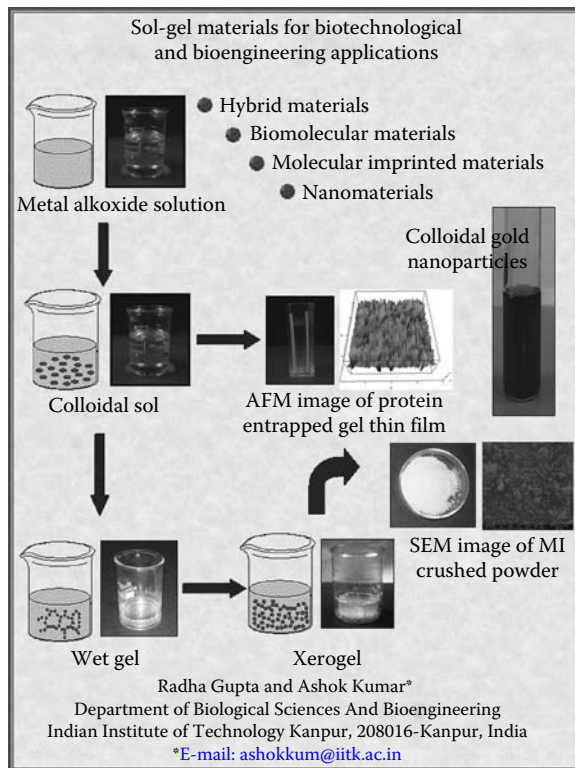 Sol-gel materials for biotechnological
and bioengineering applications
Hybrid materials
Biomolecular materials
Molecular imprinted materials
Nanomaterials
Metal alkoxide solution
Colloidal gold
nanoparticles
Colloidal sol
AFM image of protein
entrapped gel thin film
SEM image of MI
crushed powder
Wet gel
Xerogel
Radha Gupta and Ashok Kumar*
Department of Biological Sciences And Bioengineering
Indian Institute of Technology Kanpur, 208016-Kanpur, India
*E-mail: ashokkum@iitk.ac.in